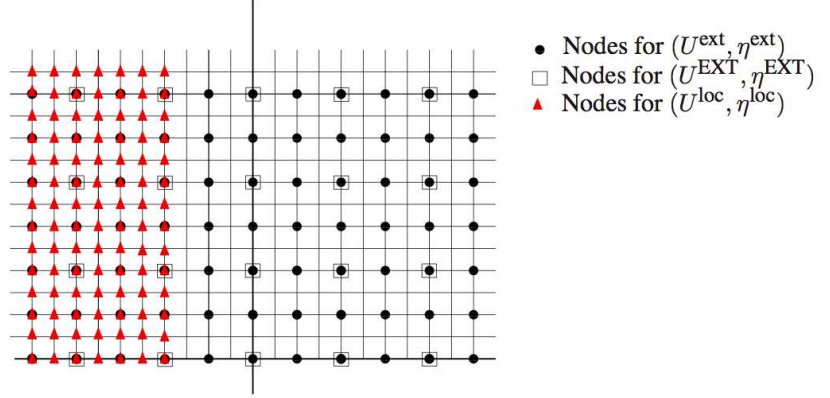 Nodes for (U^ext, η^ext)
Nodes for (U^EXT, η^EXT)
Nodes for (U^loc, η^loc)